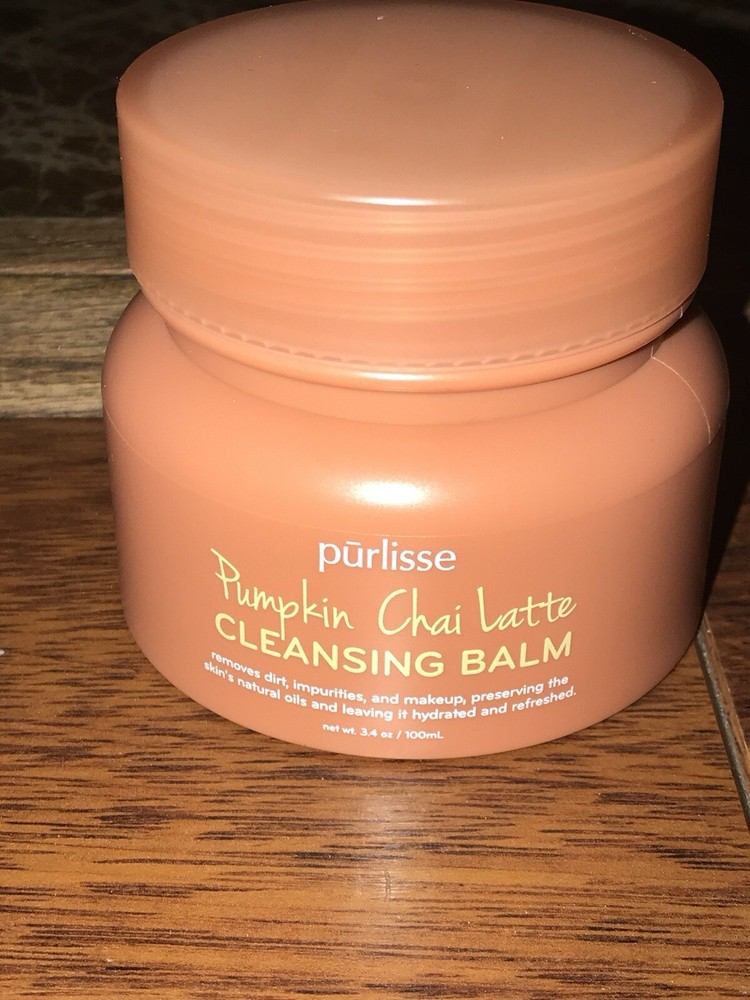 pūrlisse
Pumpkin Chai Latte
CLEANSING BALM
removes dirt, impurities, and makeup, preserving the
skin's natural oils and leaving it hydrated and refreshed.
net wt. 3.4 oz / 100mL